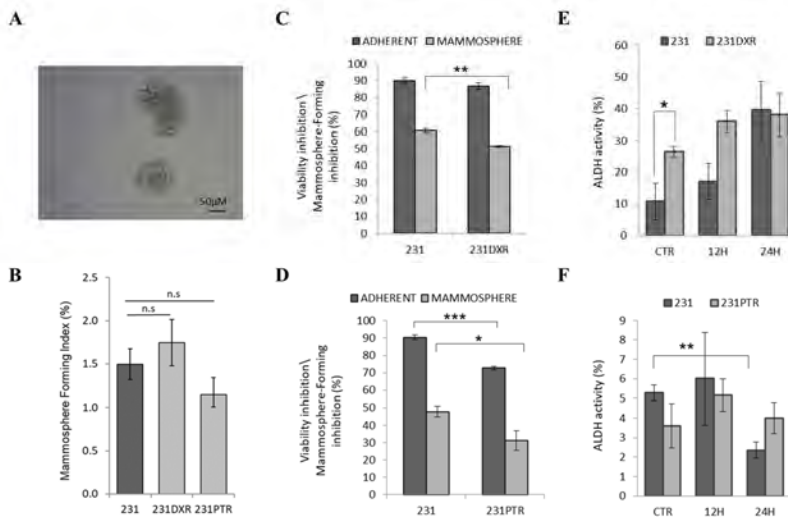 A
50µM
B
Mammosphere Forming Index (%)
2.5
2.0
1.5
1.0
0.5
0.0
n.s
n.s
231 231DXR 231PTR
C
ADHERENT MAMMOSPHERE
Viability inhibition\
Mammosphere-Forming
inhibition (%)
100
90
80
70
60
50
40
30
20
10
0
**
231 231DXR
D
ADHERENT MAMMOSPHERE
Viability inhibition\
Mammosphere-Forming
inhibition (%)
100
90
80
70
60
50
40
30
20
10
0
***
*
231 231PTR
E
231 231DXR
ALDH activity (%)
60
50
40
30
20
10
0
*
CTR 12H 24H
F
231 231PTR
ALDH activity (%)
10
9
8
7
6
5
4
3
2
1
0
**
CTR 12H 24H